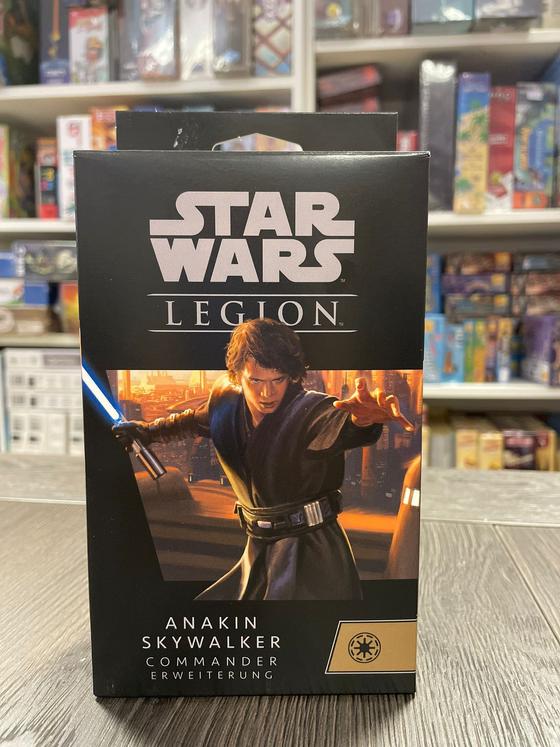 STAR
WARS
LEGION
ANAKIN
SKYWALKER
COMMANDER
ERWEITERUNG